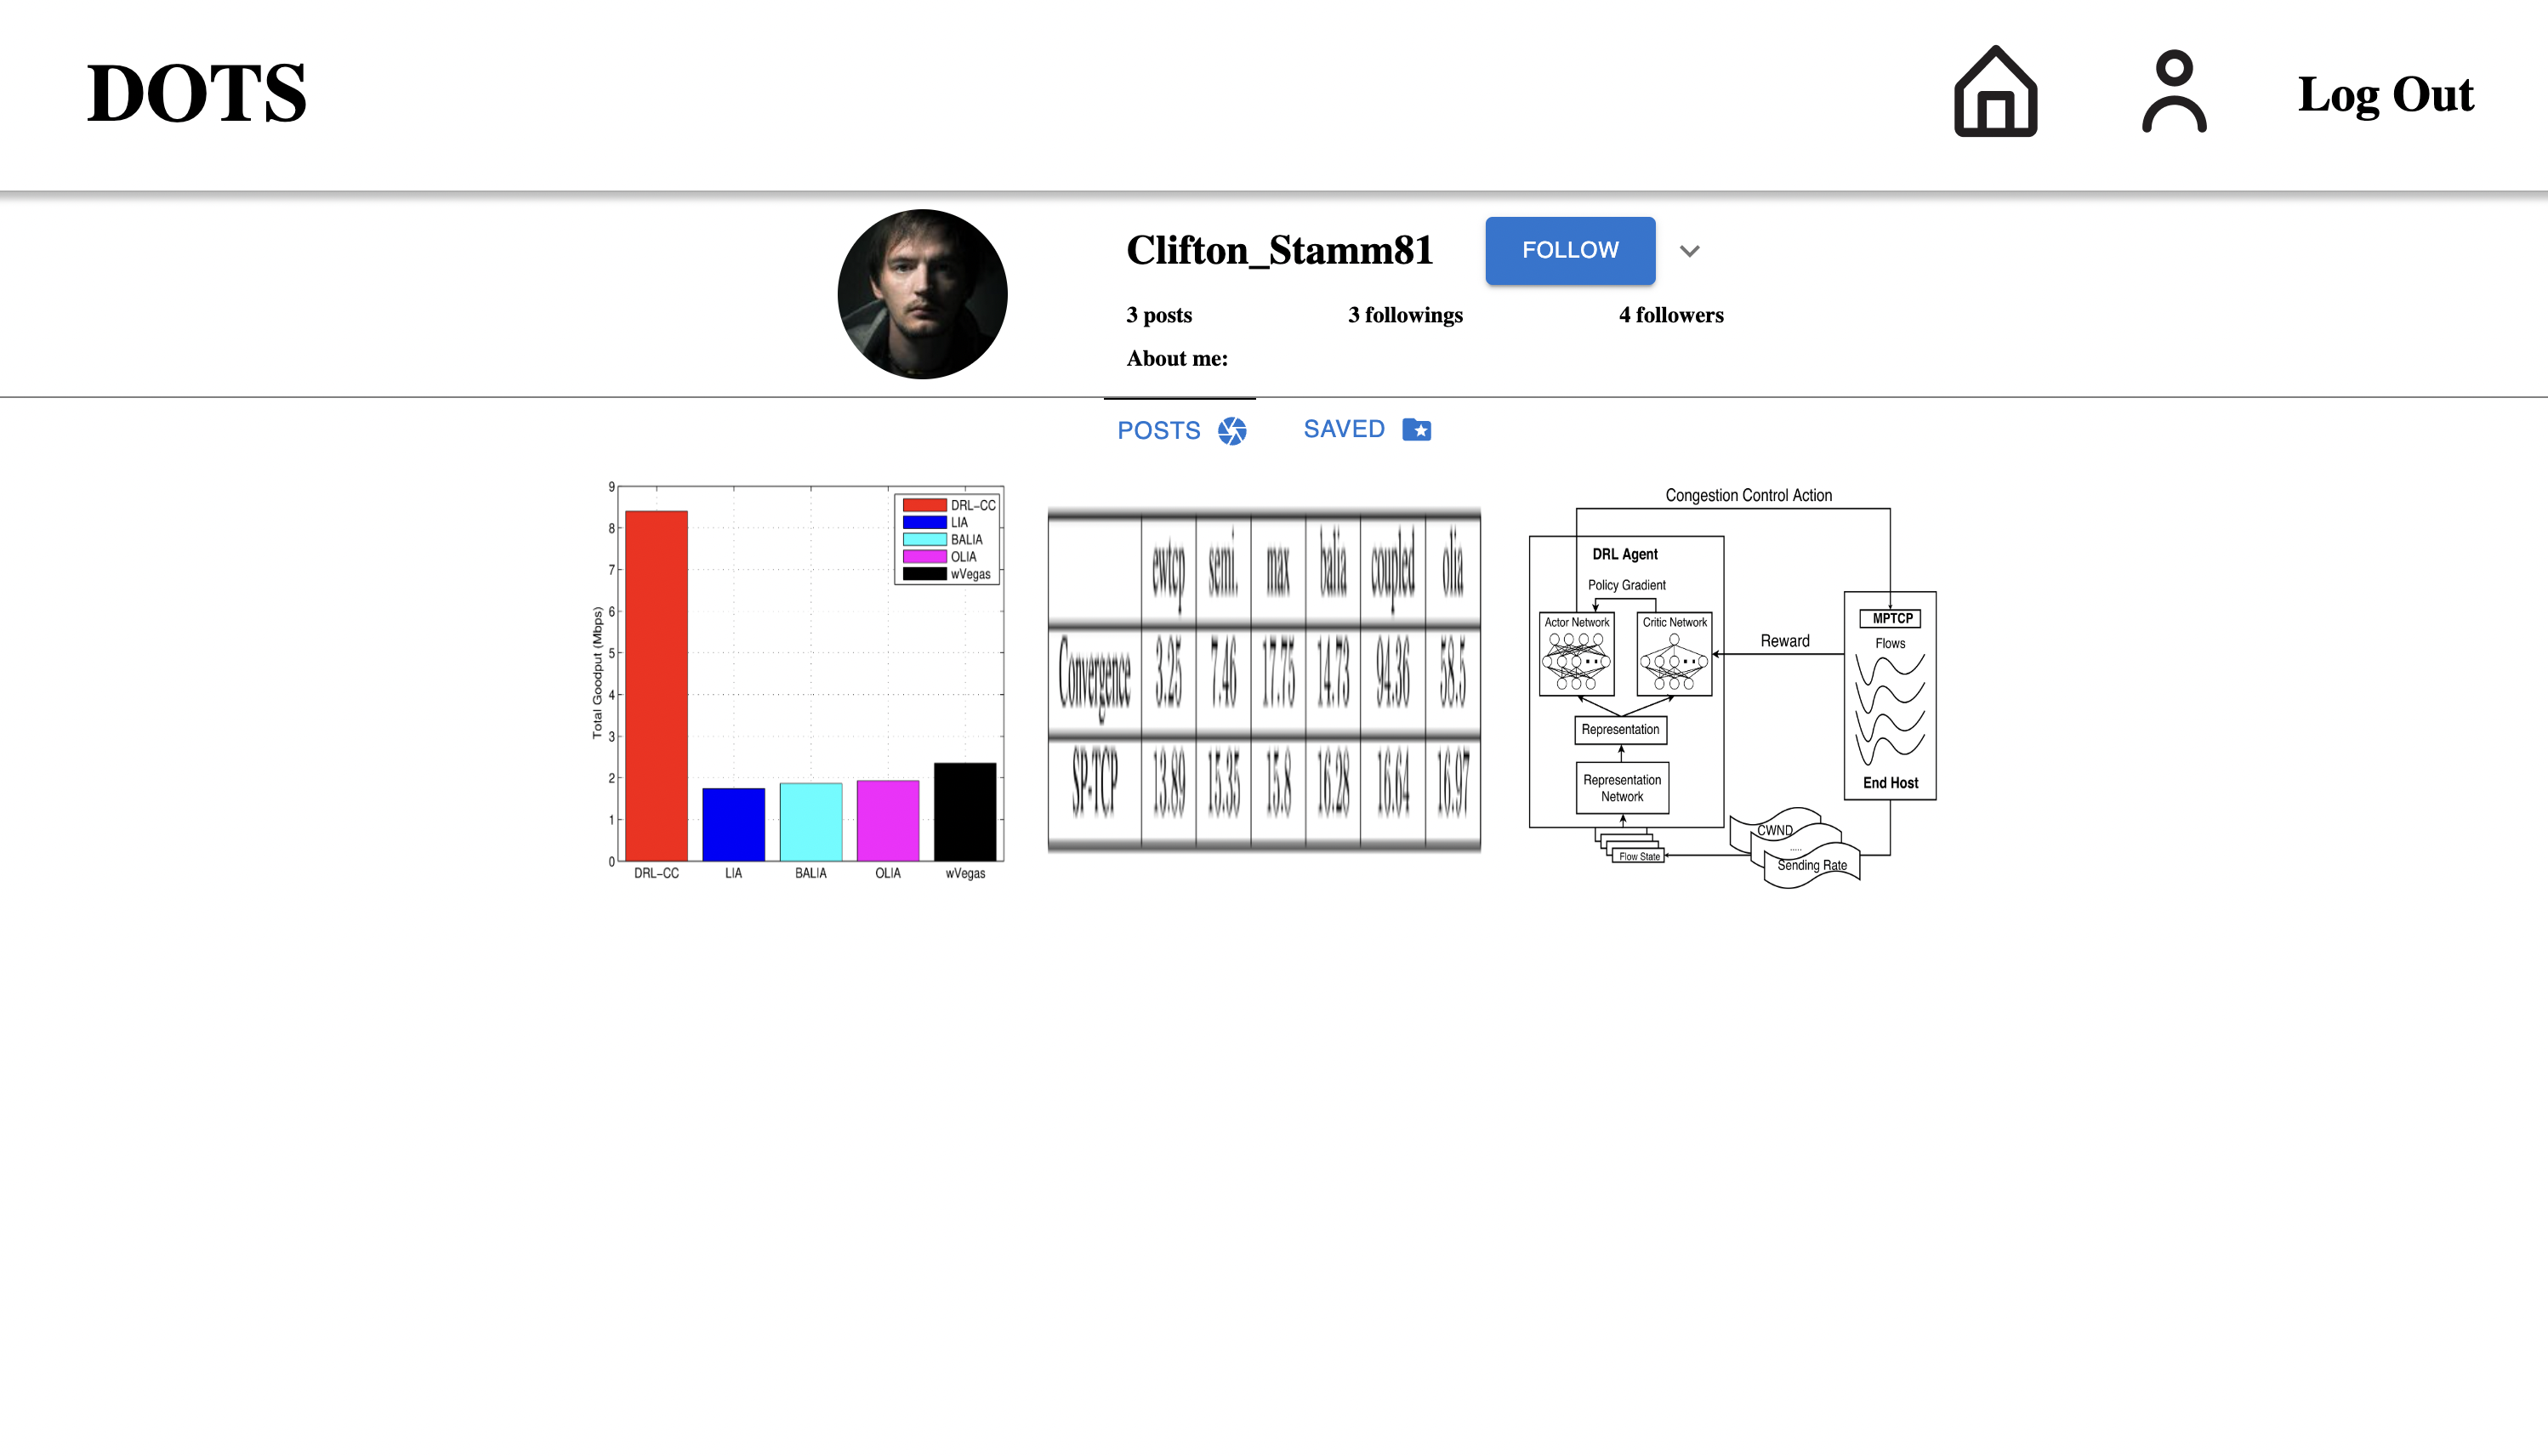 DOTS
Log Out
Clifton_Stamm81
FOLLOW
3 posts 3 followings 4 followers
About me:
POSTS SAVED
9
8
7
6
5
4
3
2
1
0
Total Goodput (Mbps)
DRL-CC
LIA
BALIA
OLIA
wVegas
DRL-CC LIA BALIA OLIA wVegas
ewtcp semi. max balia coupled olia
Convergence 3.25 7.46 17.75 14.73 94.36 58.5
SP-TCP 13.89 15.35 15.8 16.28 16.64 16.97
Congestion Control Action
DRL Agent
Policy Gradient
Actor Network Critic Network
Reward
MPTCP
Flows
End Host
Representation
Representation
Network
Flow State
CWND
.....
Sending Rate